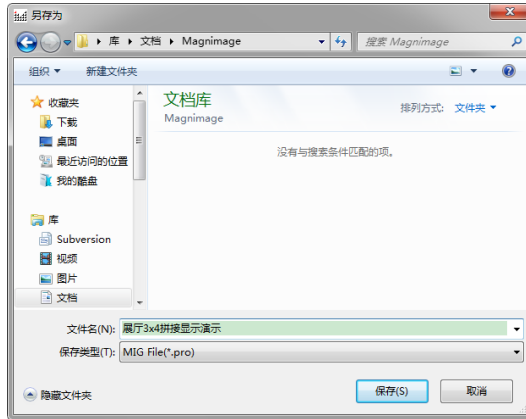 另存为
库 ▸ 文档 ▸ Magnimage
搜索 Magnimage
组织
新建文件夹
收藏夹
下载
桌面
最近访问的位置
我的酷盘
库
Subversion
视频
图片
文档
文档库
Magnimage
排列方式: 文件夹
没有与搜索条件匹配的项。
文件名(N): 展厅3x4拼接显示演示
保存类型(T): MIG File(*.pro)
隐藏文件夹
保存(S)
取消